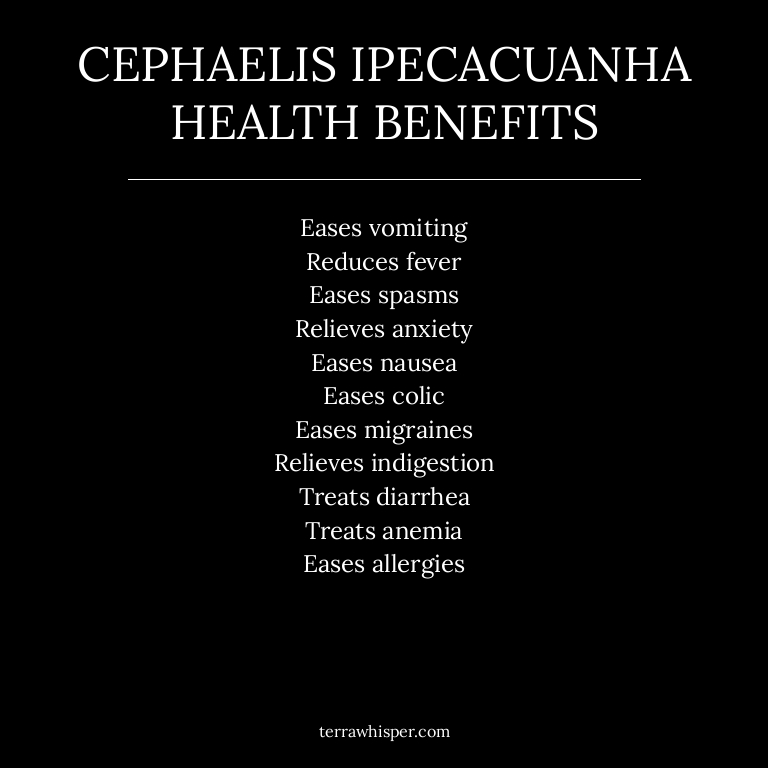 CEPHAELIS IPECACUANHA
HEALTH BENEFITS
Eases vomiting
Reduces fever
Eases spasms
Relieves anxiety
Eases nausea
Eases colic
Eases migraines
Relieves indigestion
Treats diarrhea
Treats anemia
Eases allergies
terrawhisper.com